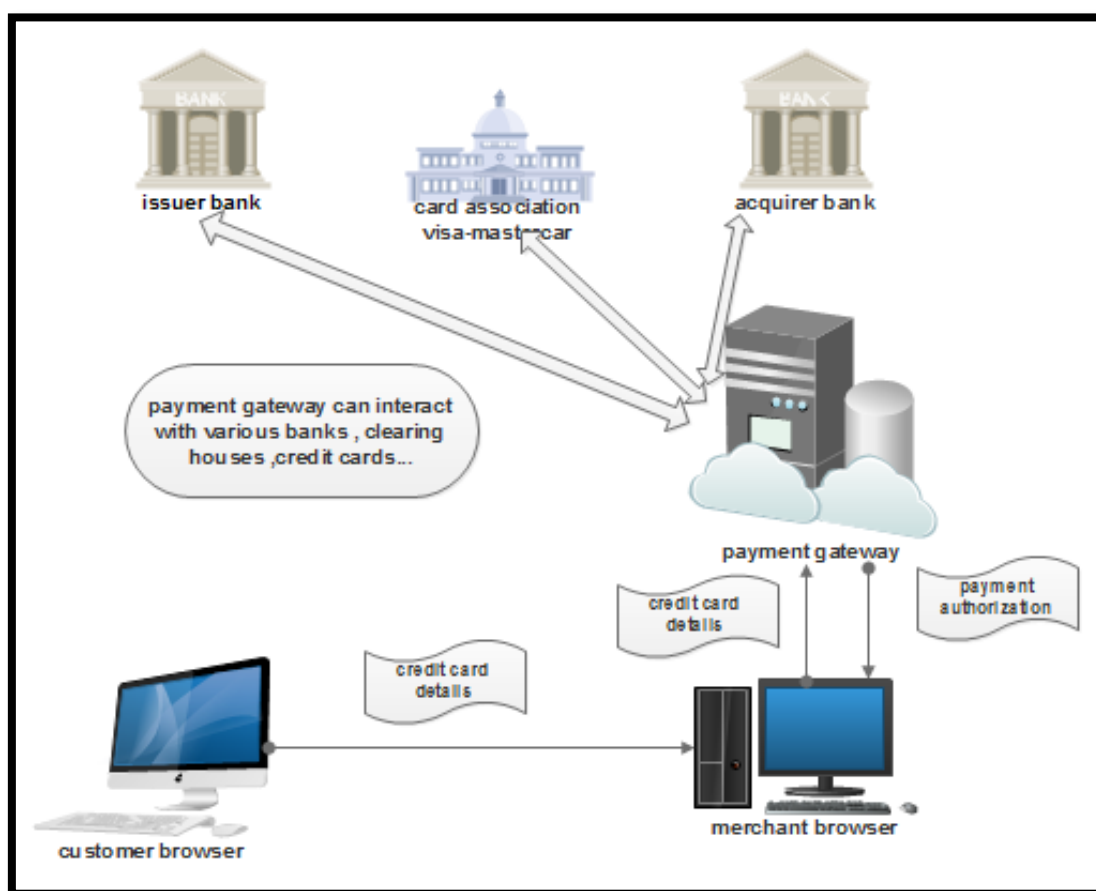 BANK
BANK
issuer bank
card association
visa-mastercar
acquirer bank
payment gateway can interact
with various banks , clearing
houses ,credit cards...
payment gateway
credit card
details
payment
authorization
credit card
details
merchant browser
customer browser